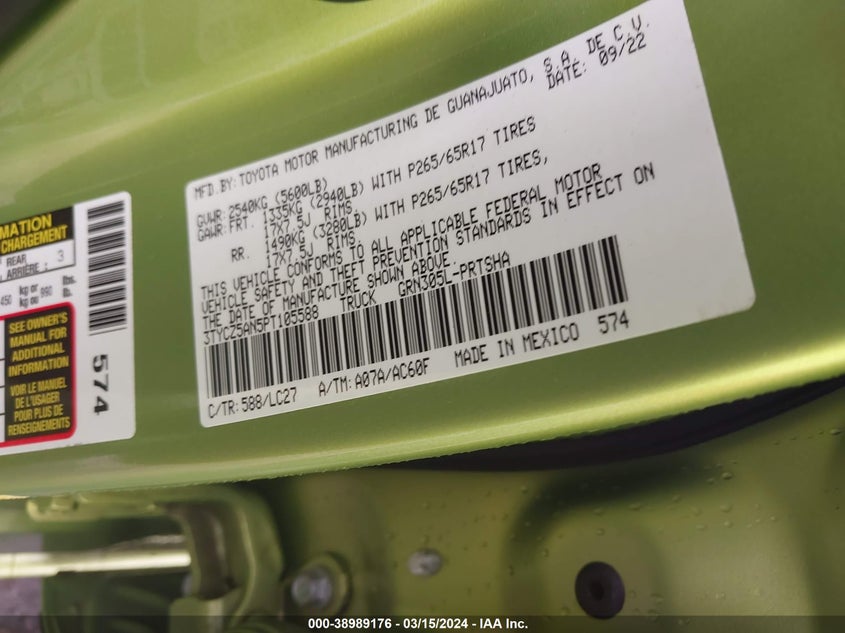 MFD.BY: TOYOTA MOTOR MANUFACTURING DE GUANAJUATO, S.A. DE C.V.
DATE: 09/22
GVWR: 2540KG (5600LB)
GAWR: FRT. 1335KG (2940LB) WITH P265/65R17 TIRES
17X7.5J RIMS
RR. 1490KG (3280LB) WITH P265/65R17 TIRES,
17X7.5J RIMS,
THIS VEHICLE CONFORMS TO ALL APPLICABLE FEDERAL MOTOR
VEHICLE SAFETY AND THEFT PREVENTION STANDARDS IN EFFECT ON
THE DATE OF MANUFACTURE SHOWN ABOVE.
3TYCZ5AN5PT105588 TRUCK GRN305L-PRTSHA
C/TR: 588/LC27 A/TM: A07A/AC60F MADE IN MEXICO 574
MATION
CHARGEMENT
REAR
ARRIÈRE: 3
450 kg or kg ou 990 lbs. lb.
SEE OWNER'S
MANUAL FOR
ADDITIONAL
INFORMATION
VOIR LE MANUEL
DE L'USAGER
POUR PLUS DE
RENSEIGNEMENTS
574
000-38989176 - 03/15/2024 - IAA Inc.